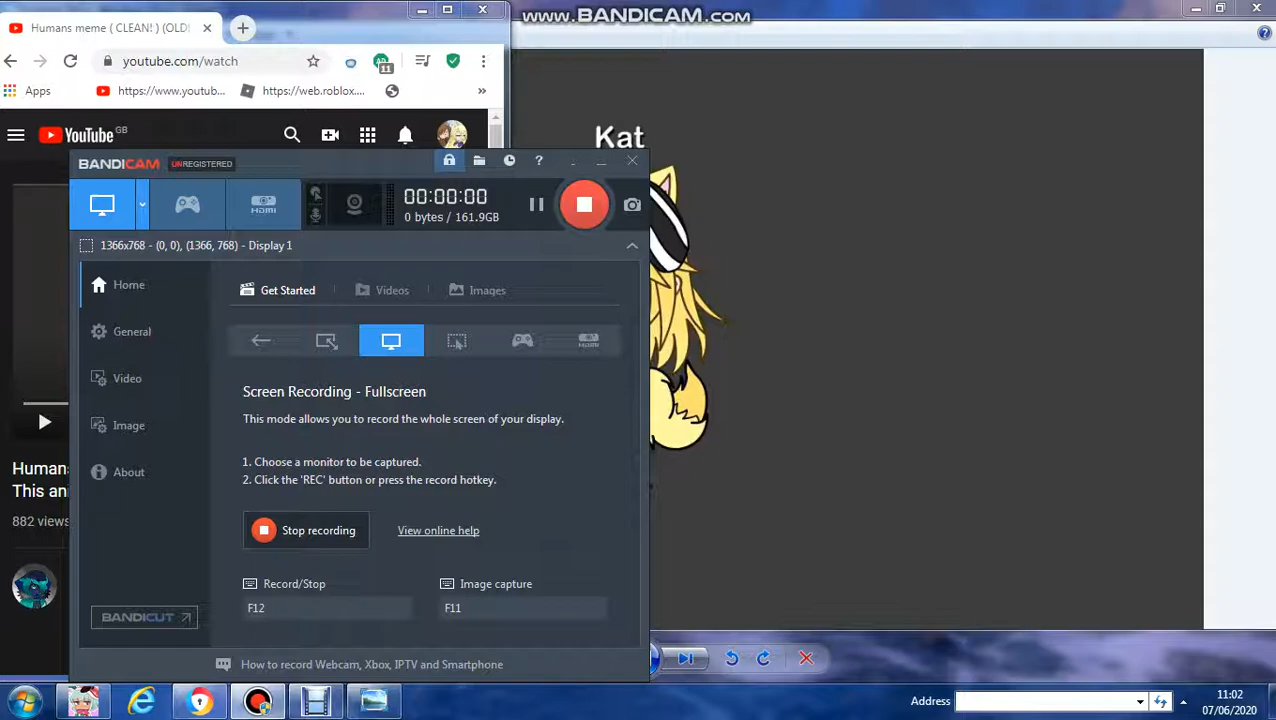 www.BANDICAM.com
Humans meme ( CLEAN! ) (OLD!
youtube.com/watch
11
Apps
https://www.youtub...
https://web.roblox....
»
YouTube GB
Kat
BANDICAM UNREGISTERED
?
HDMI
00:00:00
0 bytes / 161.9GB
1366x768 - (0, 0), (1366, 768) - Display 1
Home
Get Started
Videos
Images
General
HDMI
Screen Recording - Fullscreen
Video
This mode allows you to record the whole screen of your display.
Image
1. Choose a monitor to be captured.
2. Click the 'REC' button or press the record hotkey.
About
Humans
This ani
882 views
Stop recording
View online help
Record/Stop
Image capture
F12
F11
BANDICUT
How to record Webcam, Xbox, IPTV and Smartphone
Address
11:02
07/06/2020